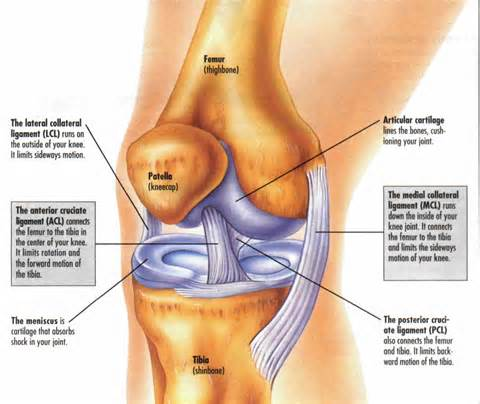 Femur
(thighbone)
The lateral collateral
ligament (LCL) runs on
the outside of your knee.
It limits sideways motion.
Articular cartilage
lines the bones, cush-
ioning your joint.
Patella
(kneecap)
The anterior cruciate
ligament (ACL) connects
the femur to the tibia in
the center of your knee.
It limits rotation and
the forward motion of
the tibia.
The medial collateral
ligament (MCL) runs
down the inside of your
knee joint. It connects
the femur to the tibia
and limits the sideways
motion of your knee.
The meniscus is
cartilage that absorbs
shock in your joint.
The posterior cruci-
ate ligament (PCL)
also connects the femur
and tibia. It limits back-
ward motion of the tibia.
Tibia
(shinbone)